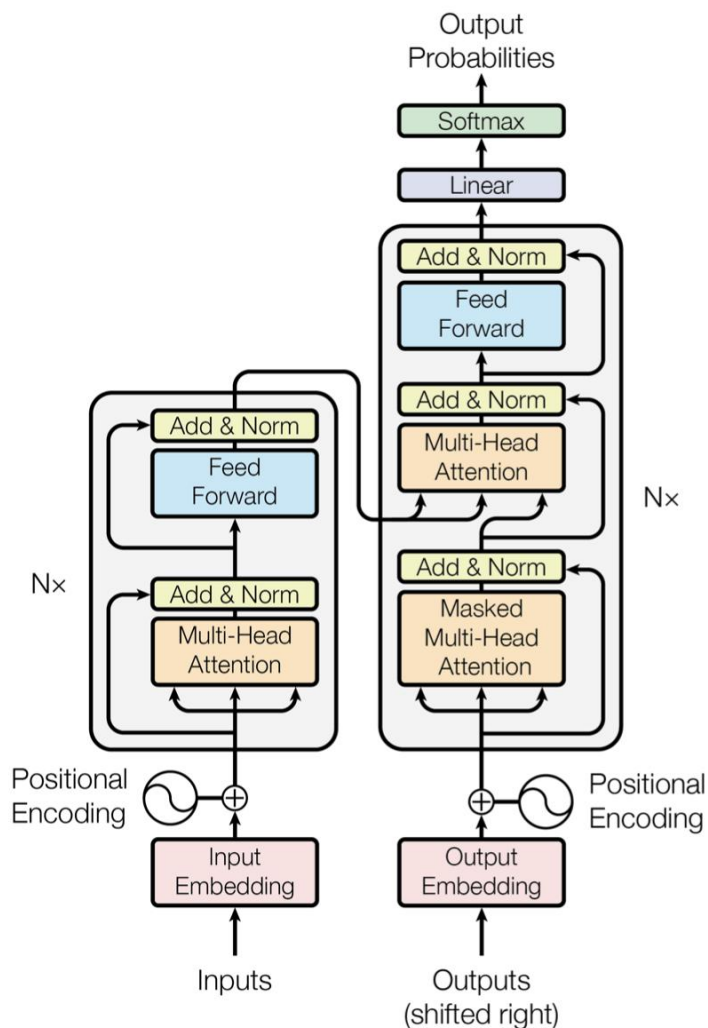 Output
Probabilities
Softmax
Linear
Add & Norm
Feed
Forward
Add & Norm
Multi-Head
Attention
Add & Norm
Masked
Multi-Head
Attention
N×
Add & Norm
Feed
Forward
Add & Norm
Multi-Head
Attention
N×
Positional
Encoding
Positional
Encoding
Input
Embedding
Output
Embedding
Inputs
Outputs
(shifted right)